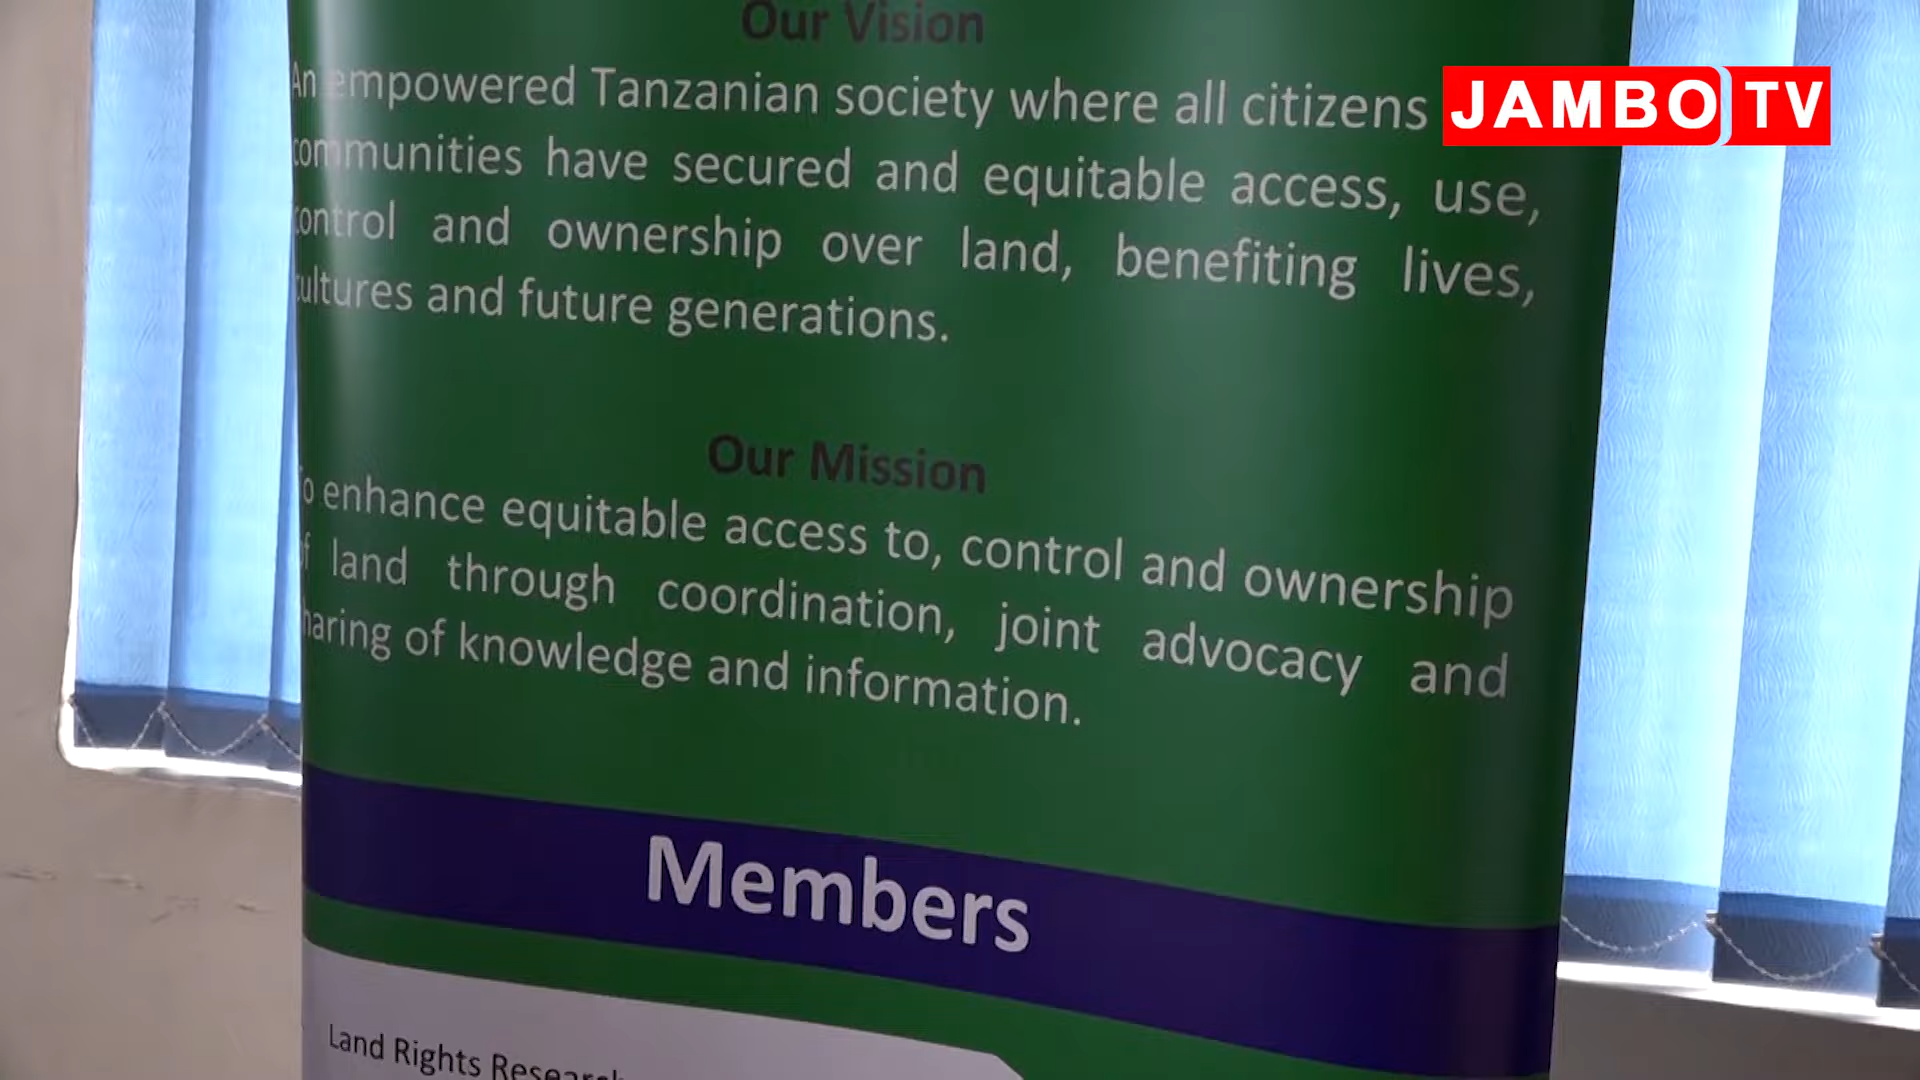 Our Vision
An empowered Tanzanian society where all citizens
JAMBO TV
communities have secured and equitable access, use,
control and ownership over land, benefiting lives,
cultures and future generations.
Our Mission
To enhance equitable access to, control and ownership
of land through coordination, joint advocacy and
sharing of knowledge and information.
Members
Land Rights Research